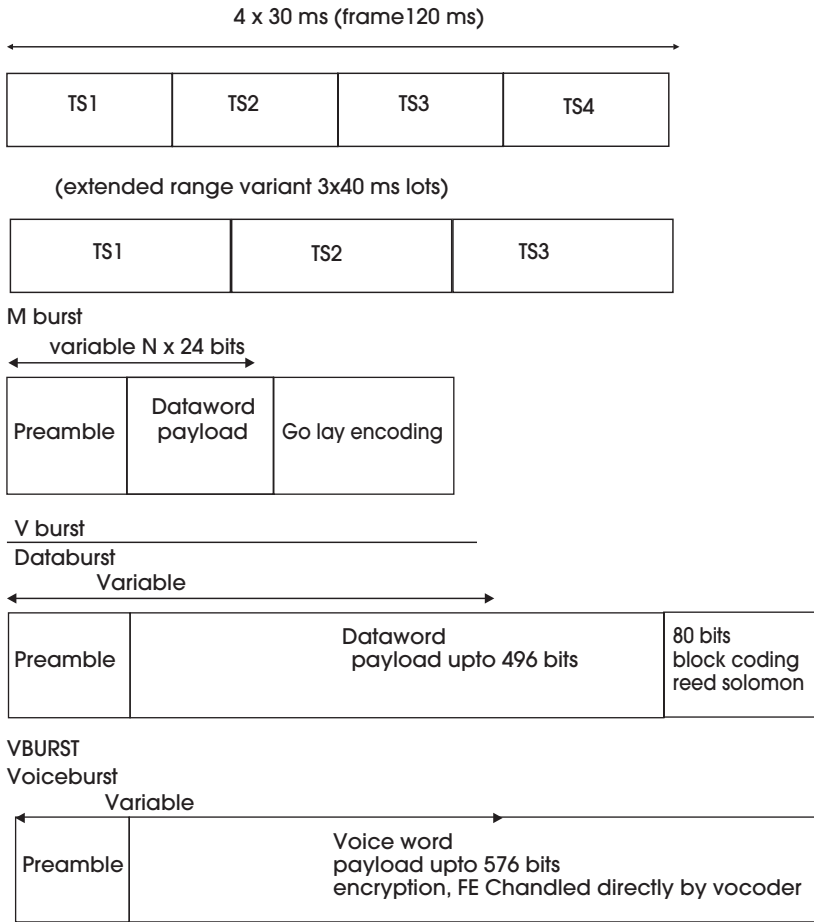 4 x 30 ms (frame120 ms)
TS1 TS2 TS3 TS4
(extended range variant 3x40 ms lots)
TS1 TS2 TS3
M burst
variable N x 24 bits
Preamble
Dataword
payload
Go lay encoding
V burst
Databurst
Variable
Preamble
Dataword
payload upto 496 bits
80 bits
block coding
reed solomon
VBURST
Voiceburst
Variable
Preamble
Voice word
payload upto 576 bits
encryption, FE Chandled directly by vocoder